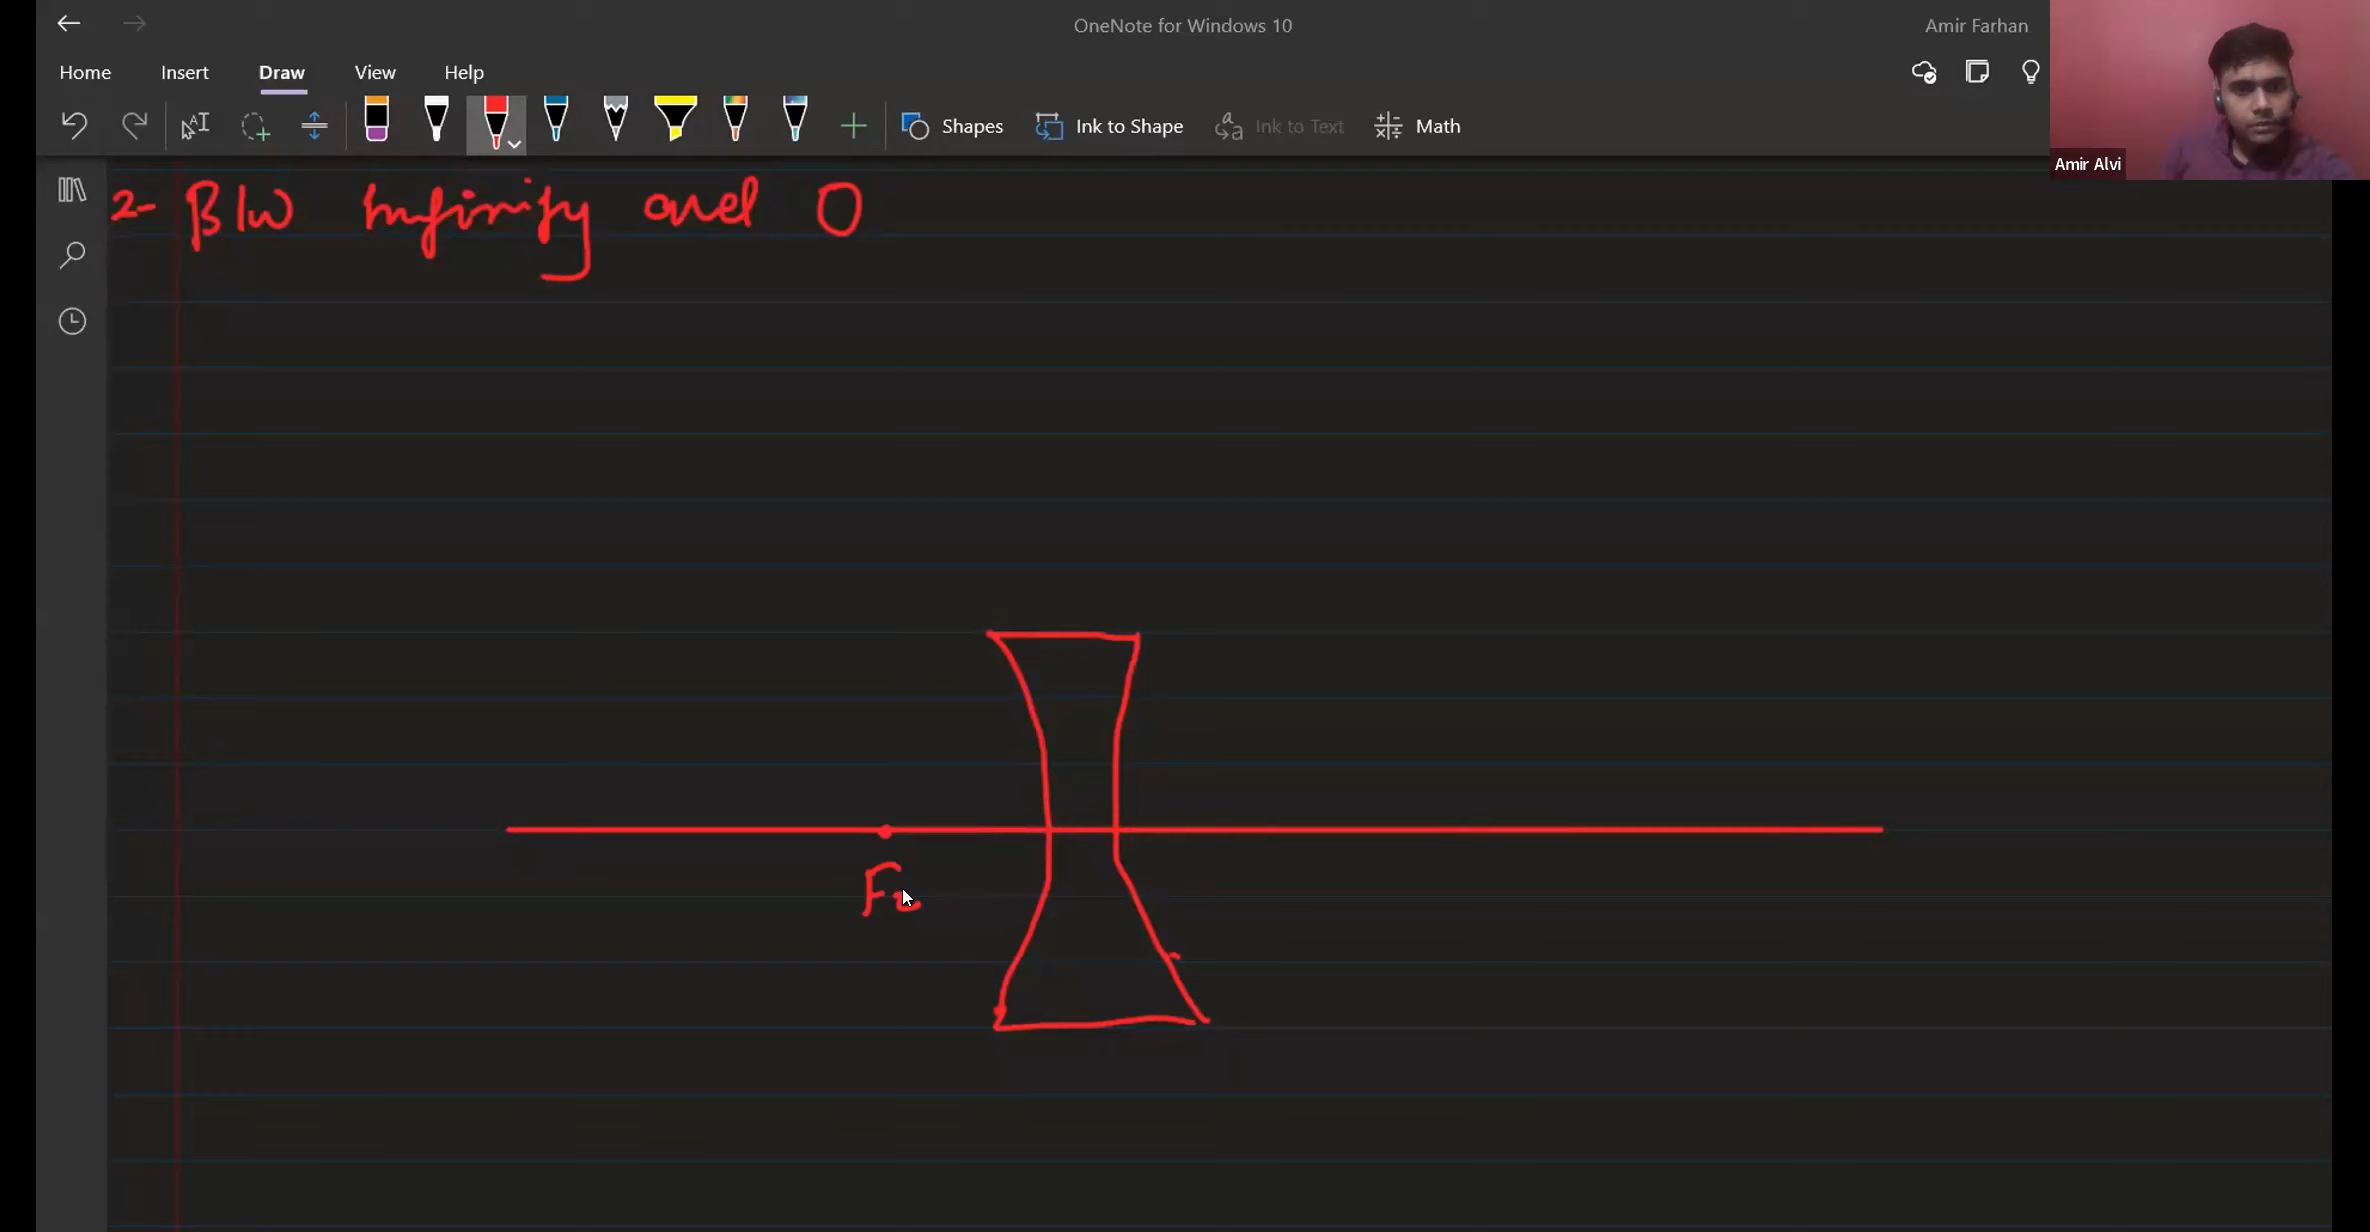 OneNote for Windows 10
Amir Farhan
Home Insert Draw View Help
Shapes Ink to Shape Ink to Text Math
Amir Alvi
2- B/W Infinity and O
F2